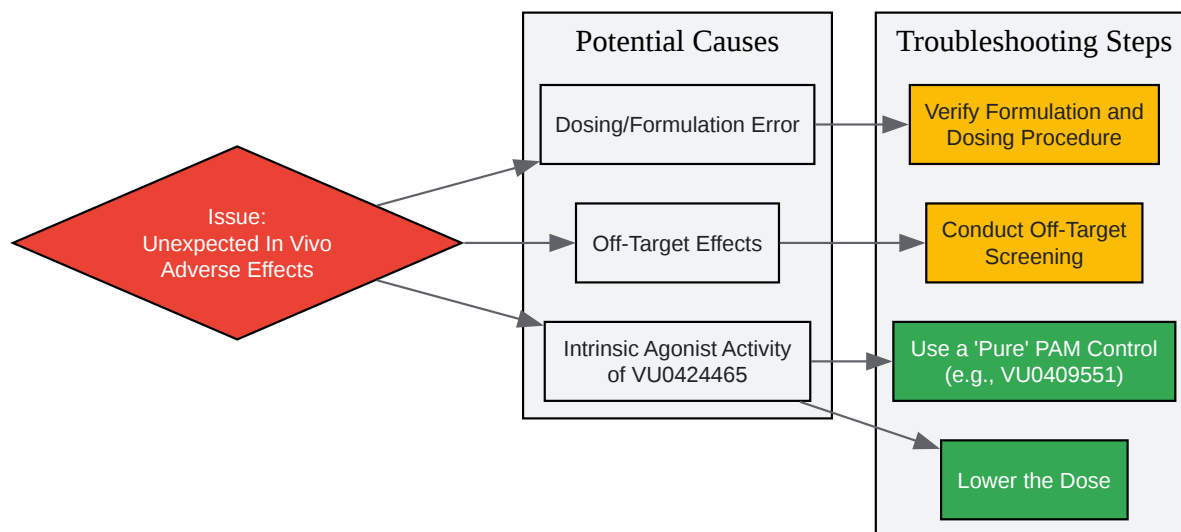 Potential Causes
Troubleshooting Steps
Issue:
Unexpected In Vivo
Adverse Effects
Dosing/Formulation Error
Verify Formulation and
Dosing Procedure
Off-Target Effects
Conduct Off-Target
Screening
Intrinsic Agonist Activity
of VU0424465
Use a 'Pure' PAM Control
(e.g., VU0409551)
Lower the Dose